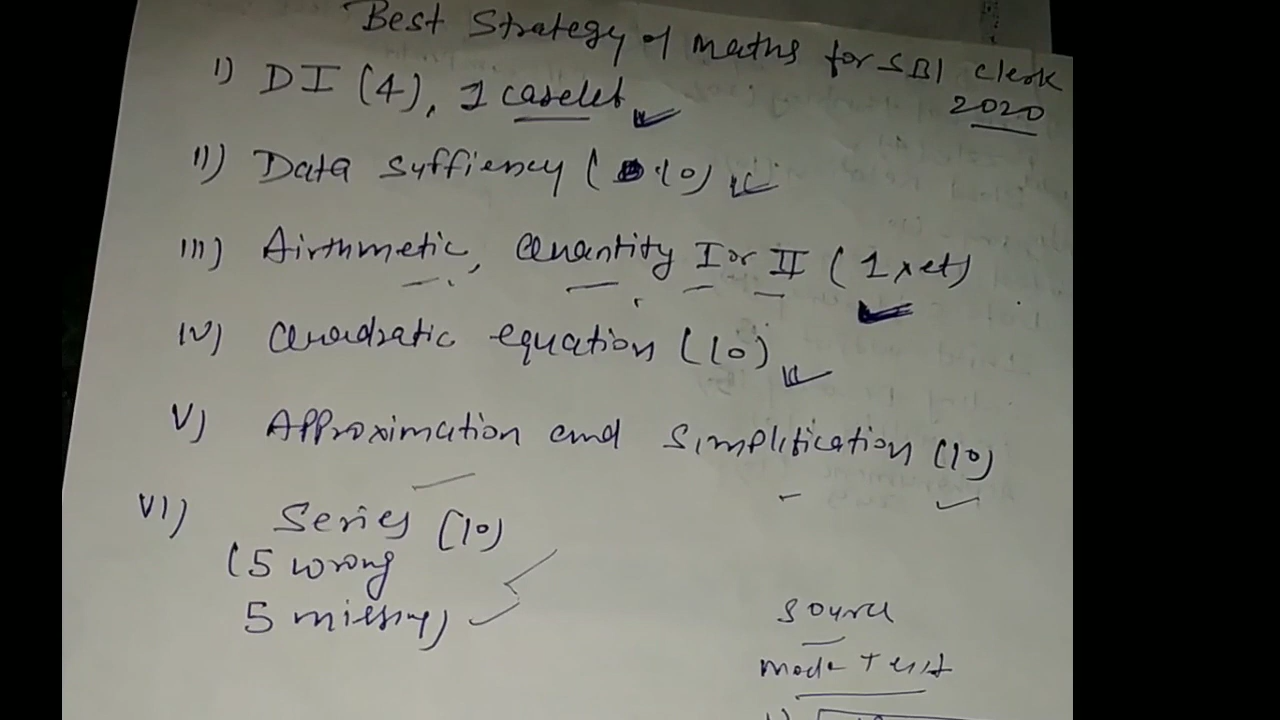 Best Strategy of maths for SBI Clerk
2020
I) DI (4), 1 caselet
II) Data Suffiency (10)
III) Airthmetic, Quantity I or II (1 set)
IV) Quadratic equation (10)
V) Approximation and Simplification (10)
VI) Series (10)
(5 wrong
5 missing)
Source
Mock Test